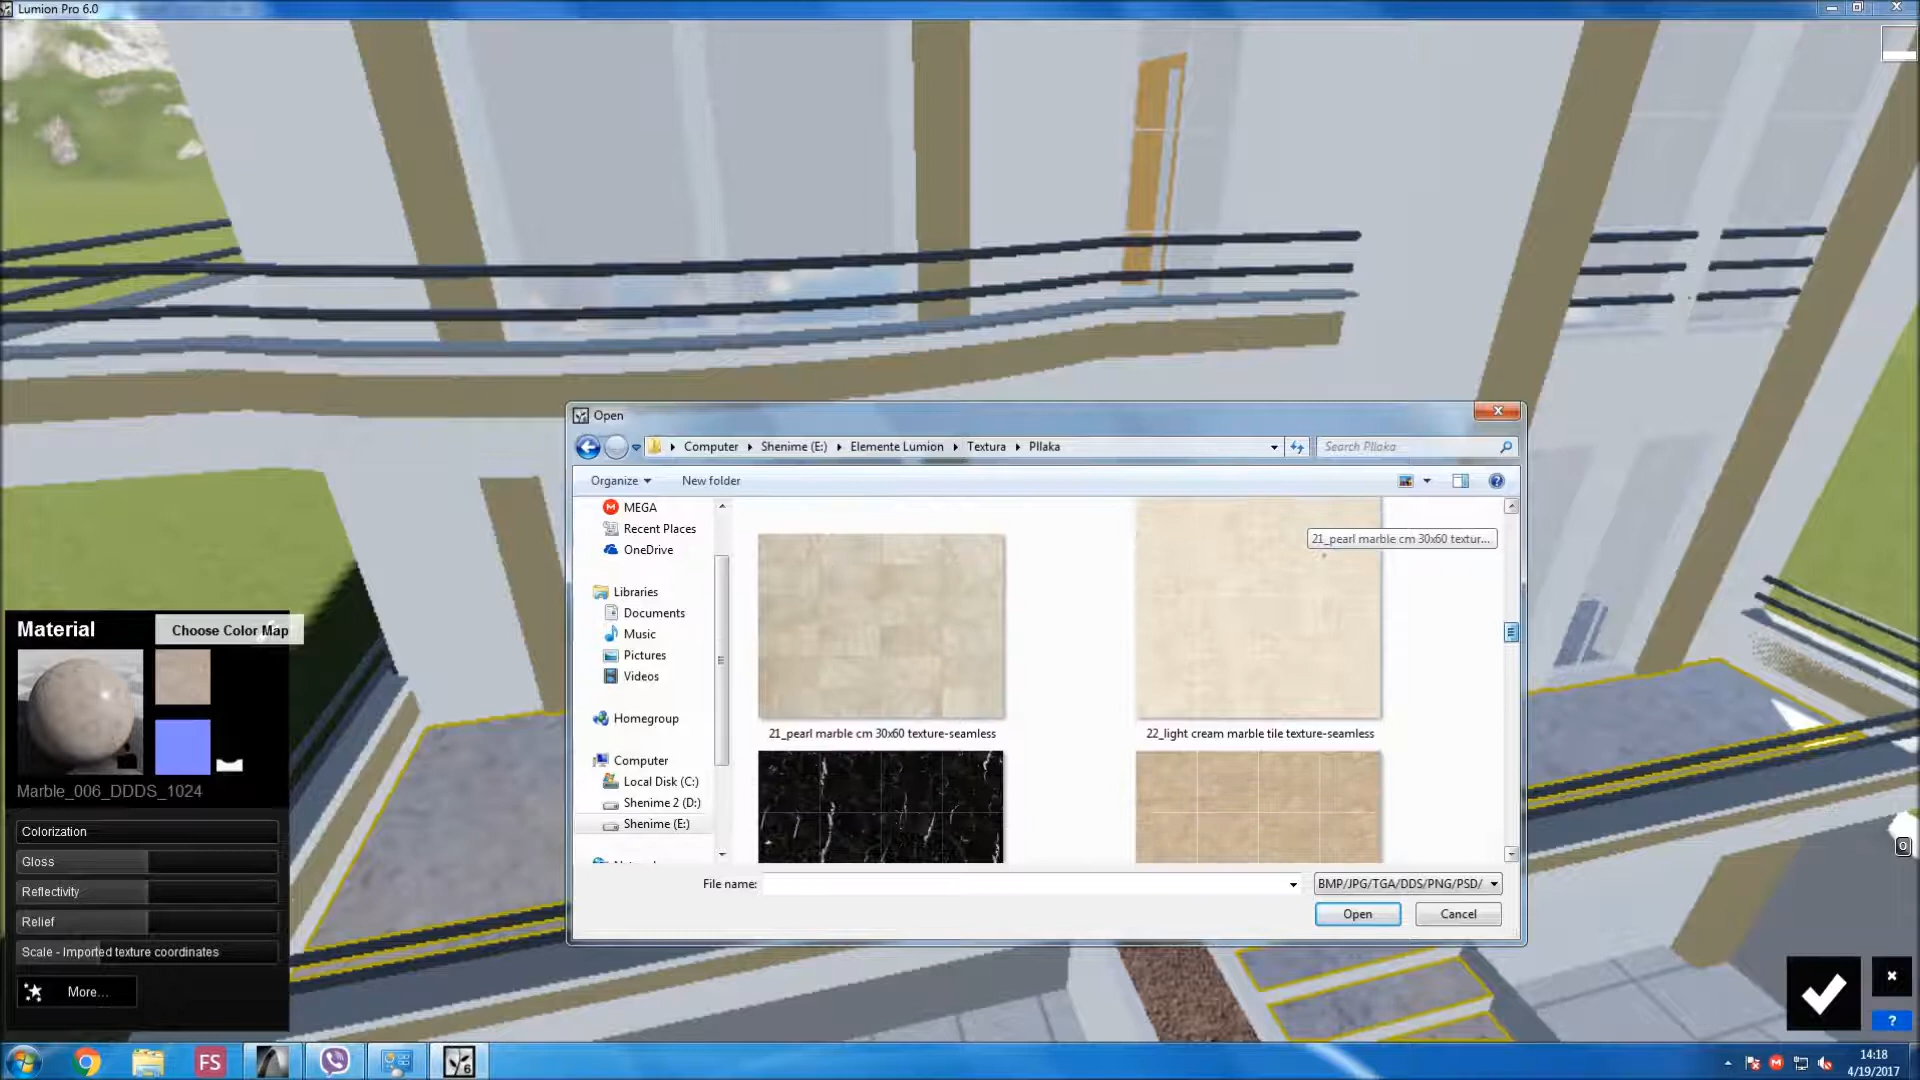 Lumion Pro 6.0
Open
Computer Shenime (E:) Elemente Lumion Textura Pllaka
Search Pllaka
Organize New folder
MEGA
Recent Places
OneDrive
Libraries
Documents
Music
Pictures
Videos
Homegroup
Computer
Local Disk (C:)
Shenime 2 (D:)
Shenime (E:)
21_pearl marble cm 30x60 textur...
21_pearl marble cm 30x60 texture-seamless
22_light cream marble tile texture-seamless
File name:
BMP/JPG/TGA/DDS/PNG/PSD/
Open Cancel
Material
Choose Color Map
Marble_006_DDDS_1024
Colorization
Gloss
Reflectivity
Relief
Scale - Imported texture coordinates
More...
?
FS
6
14:18
4/19/2017